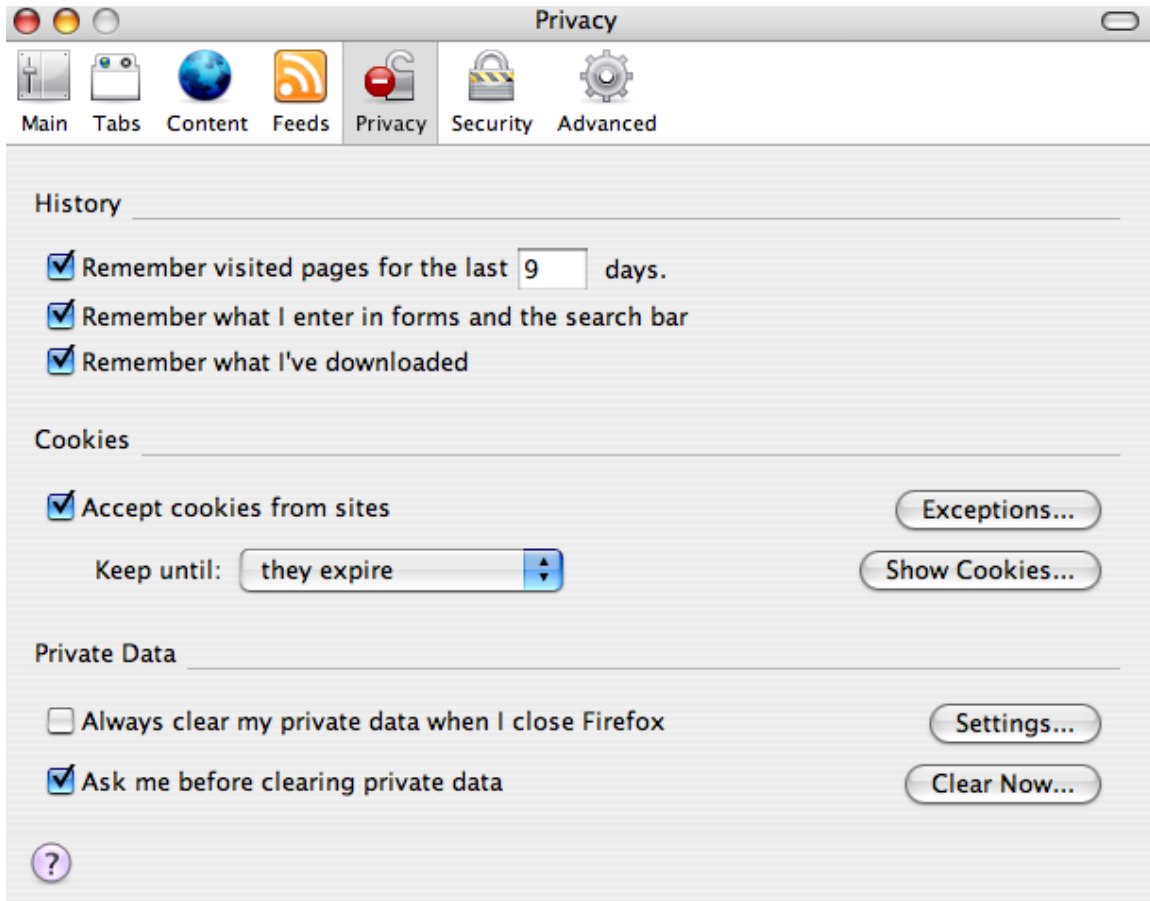 Privacy
Main Tabs Content Feeds Privacy Security Advanced
History
Remember visited pages for the last 9 days.
Remember what I enter in forms and the search bar
Remember what I've downloaded
Cookies
Accept cookies from sites Exceptions...
Keep until: they expire Show Cookies...
Private Data
Always clear my private data when I close Firefox Settings...
Ask me before clearing private data Clear Now...
?